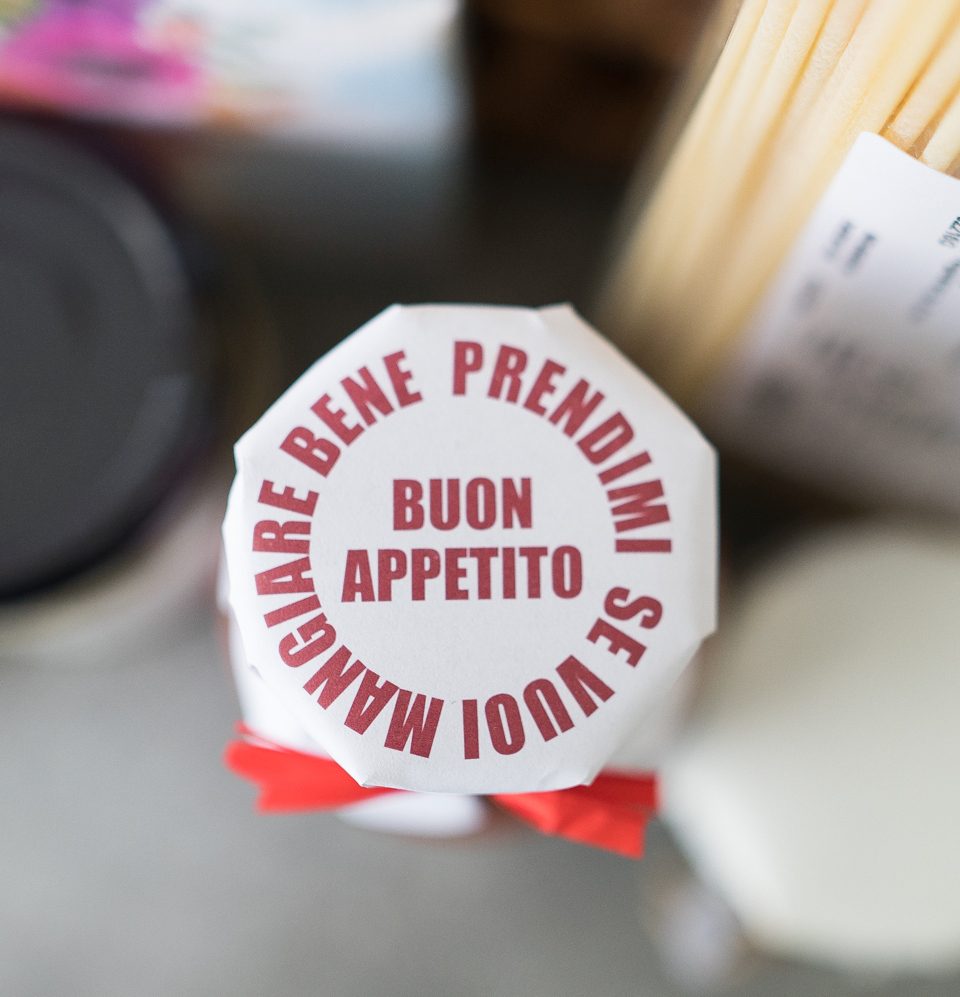 PRENDIMI SE VUOI MANGIARE BENE
BUON
APPETITO